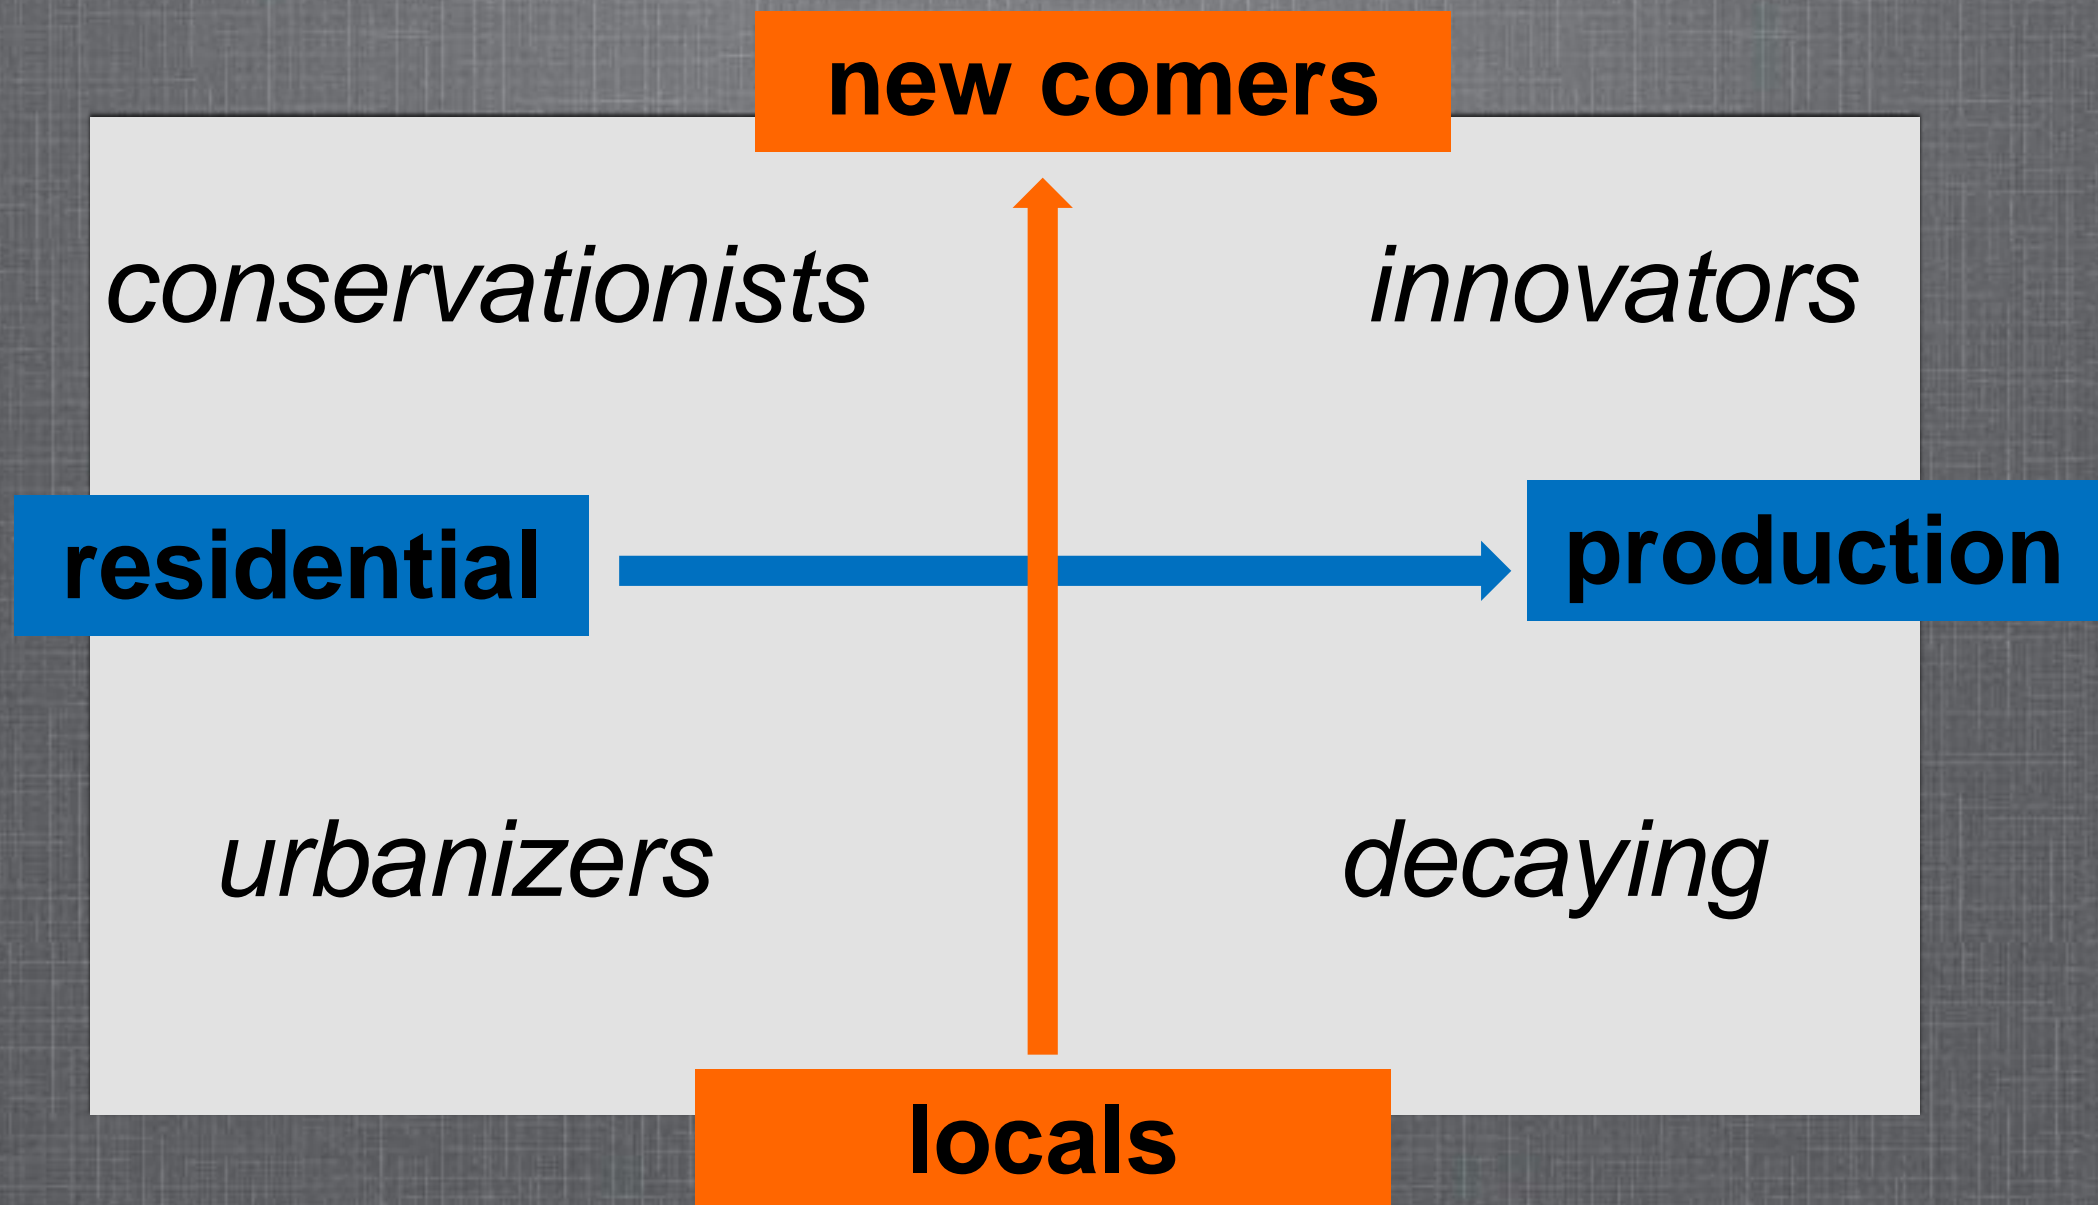 new comers
conservationists
innovators
residential
production
urbanizers
decaying
locals